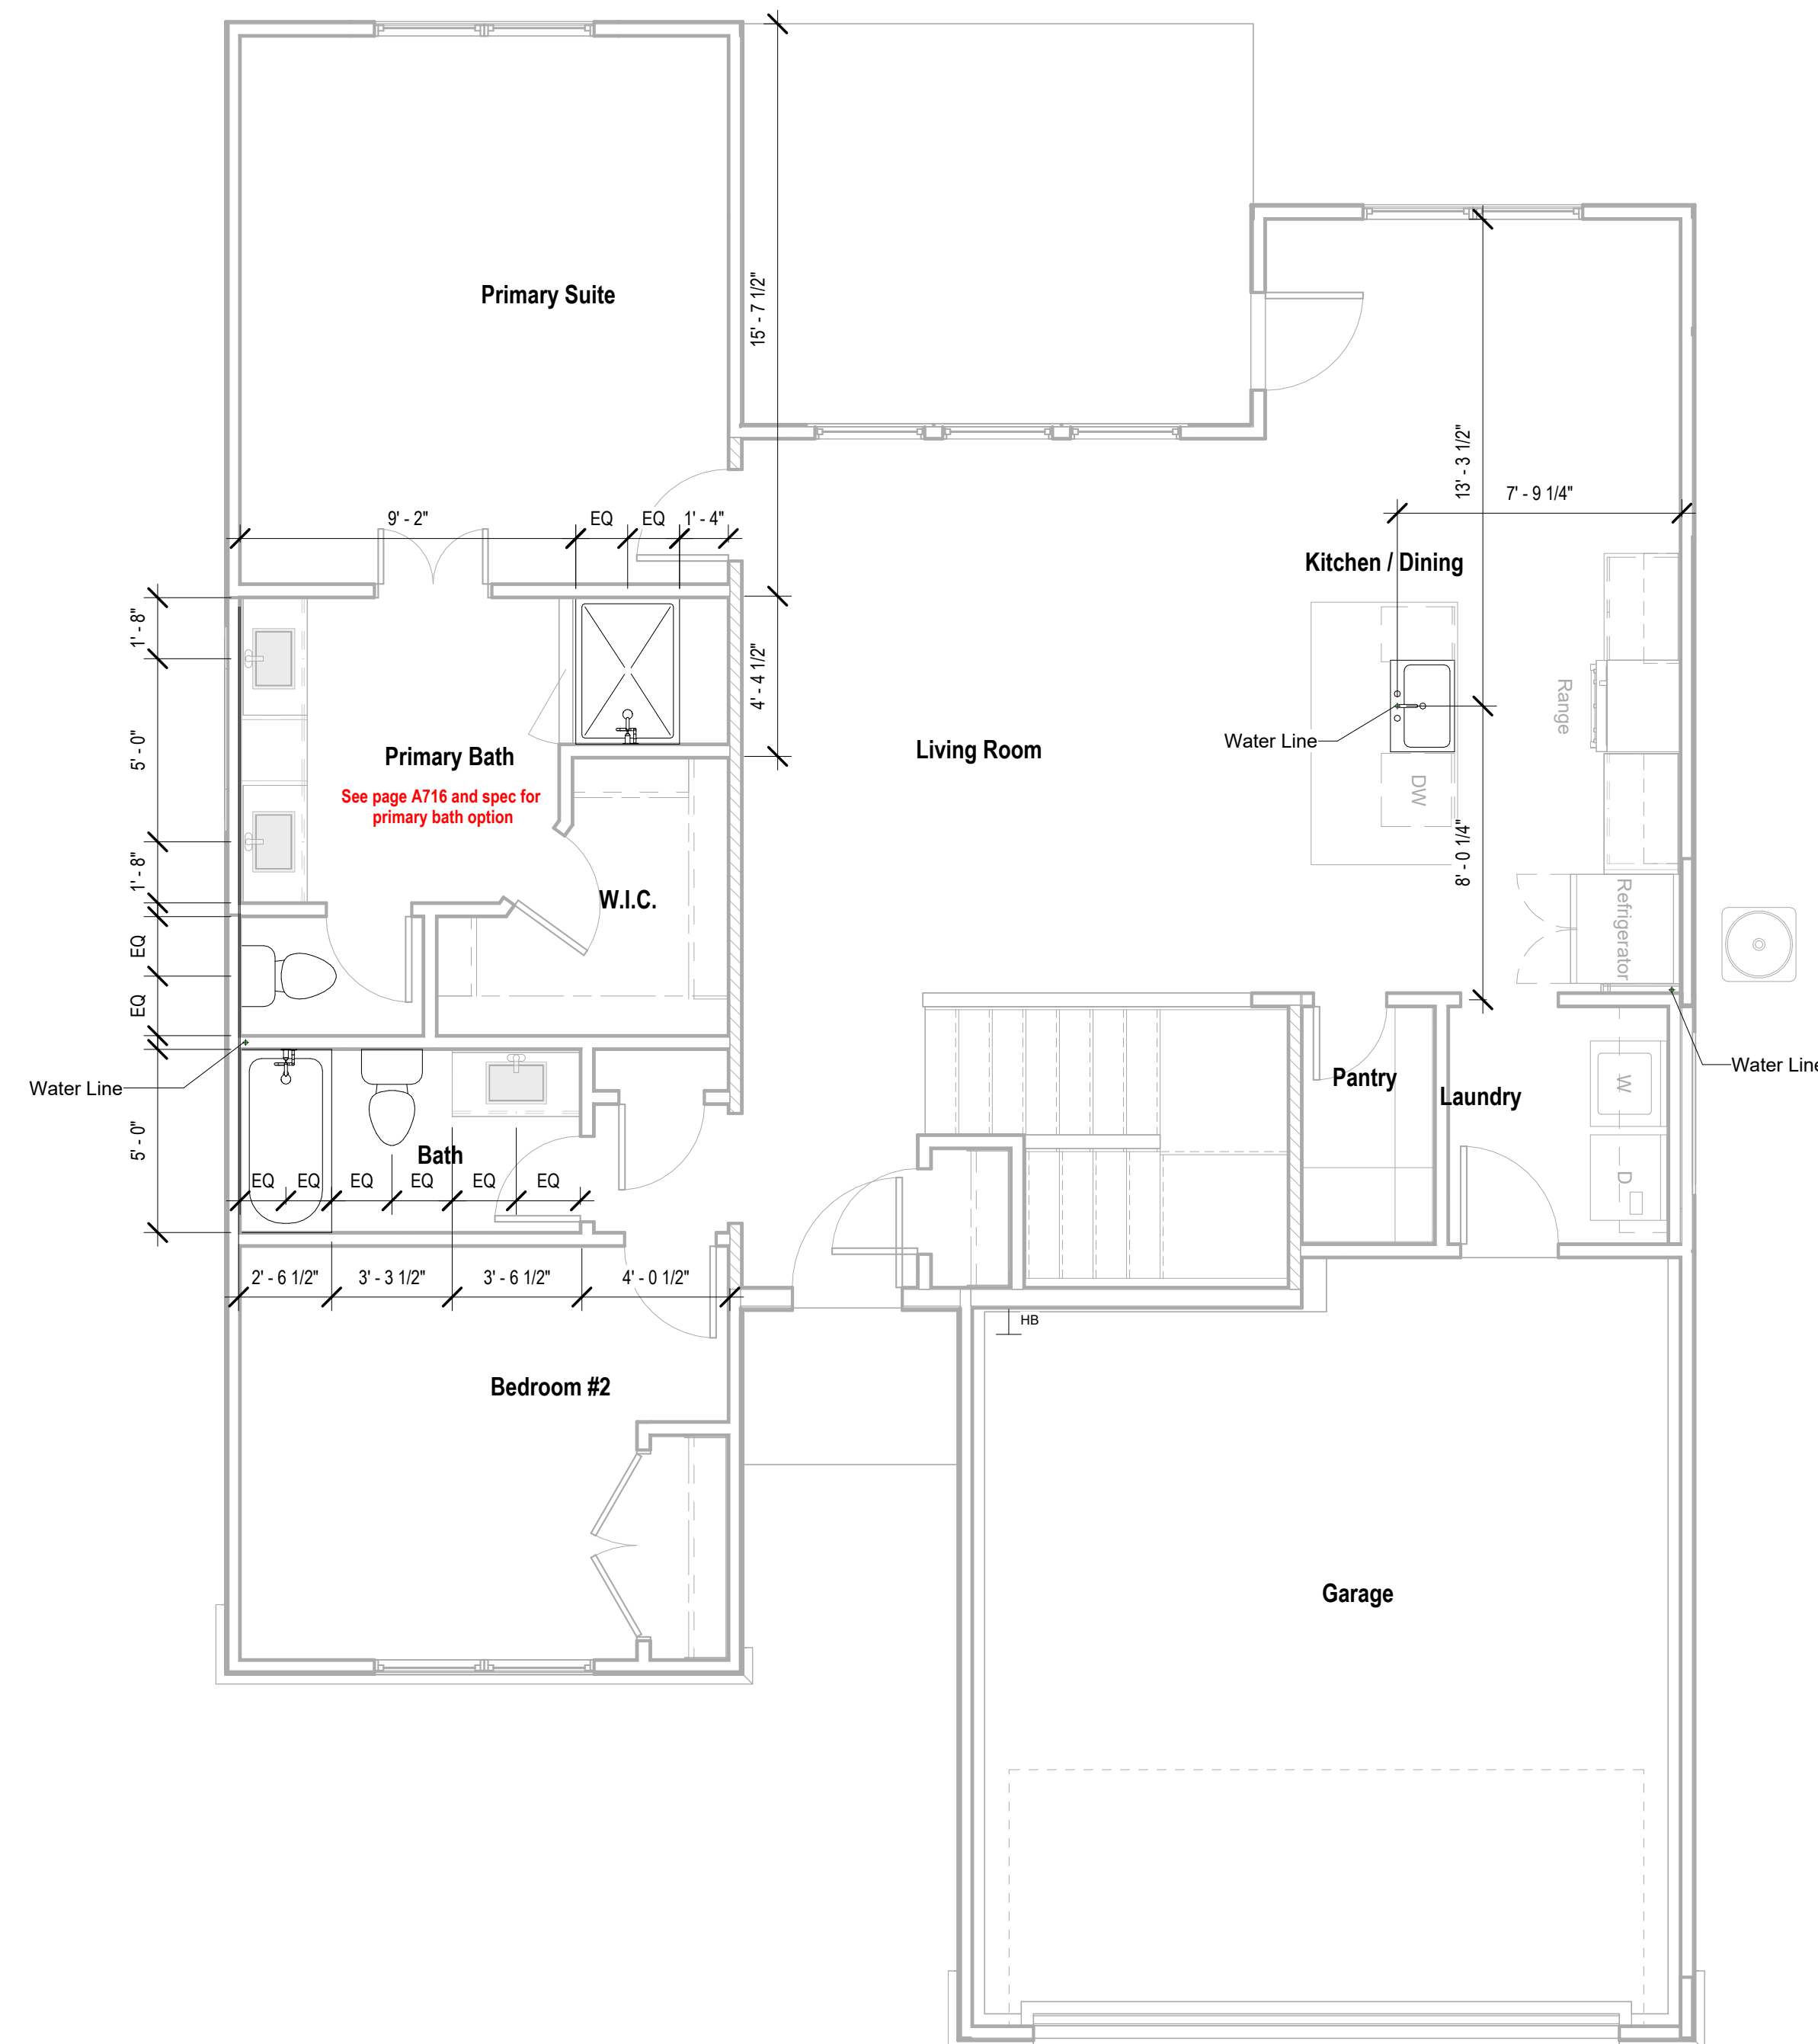 15' - 7 1/2"
Primary Suite
13' - 3 1/2"
7' - 9 1/4"
9' - 2"
EQ
EQ
1' - 4"
Kitchen / Dining
1' - 8"
4' - 4 1/2"
Range
5' - 0"
Primary Bath
Living Room
Water Line
See page A716 and spec for
primary bath option
DW
8' - 0 1/4"
1' - 8"
W.I.C.
Refrigerator
EQ
EQ
Water Line
Water Line
Pantry
Laundry
W
5' - 0"
Bath
D
EQ
EQ
EQ
EQ
EQ
EQ
2' - 6 1/2"
3' - 3 1/2"
3' - 6 1/2"
4' - 0 1/2"
HB
Bedroom #2
Garage